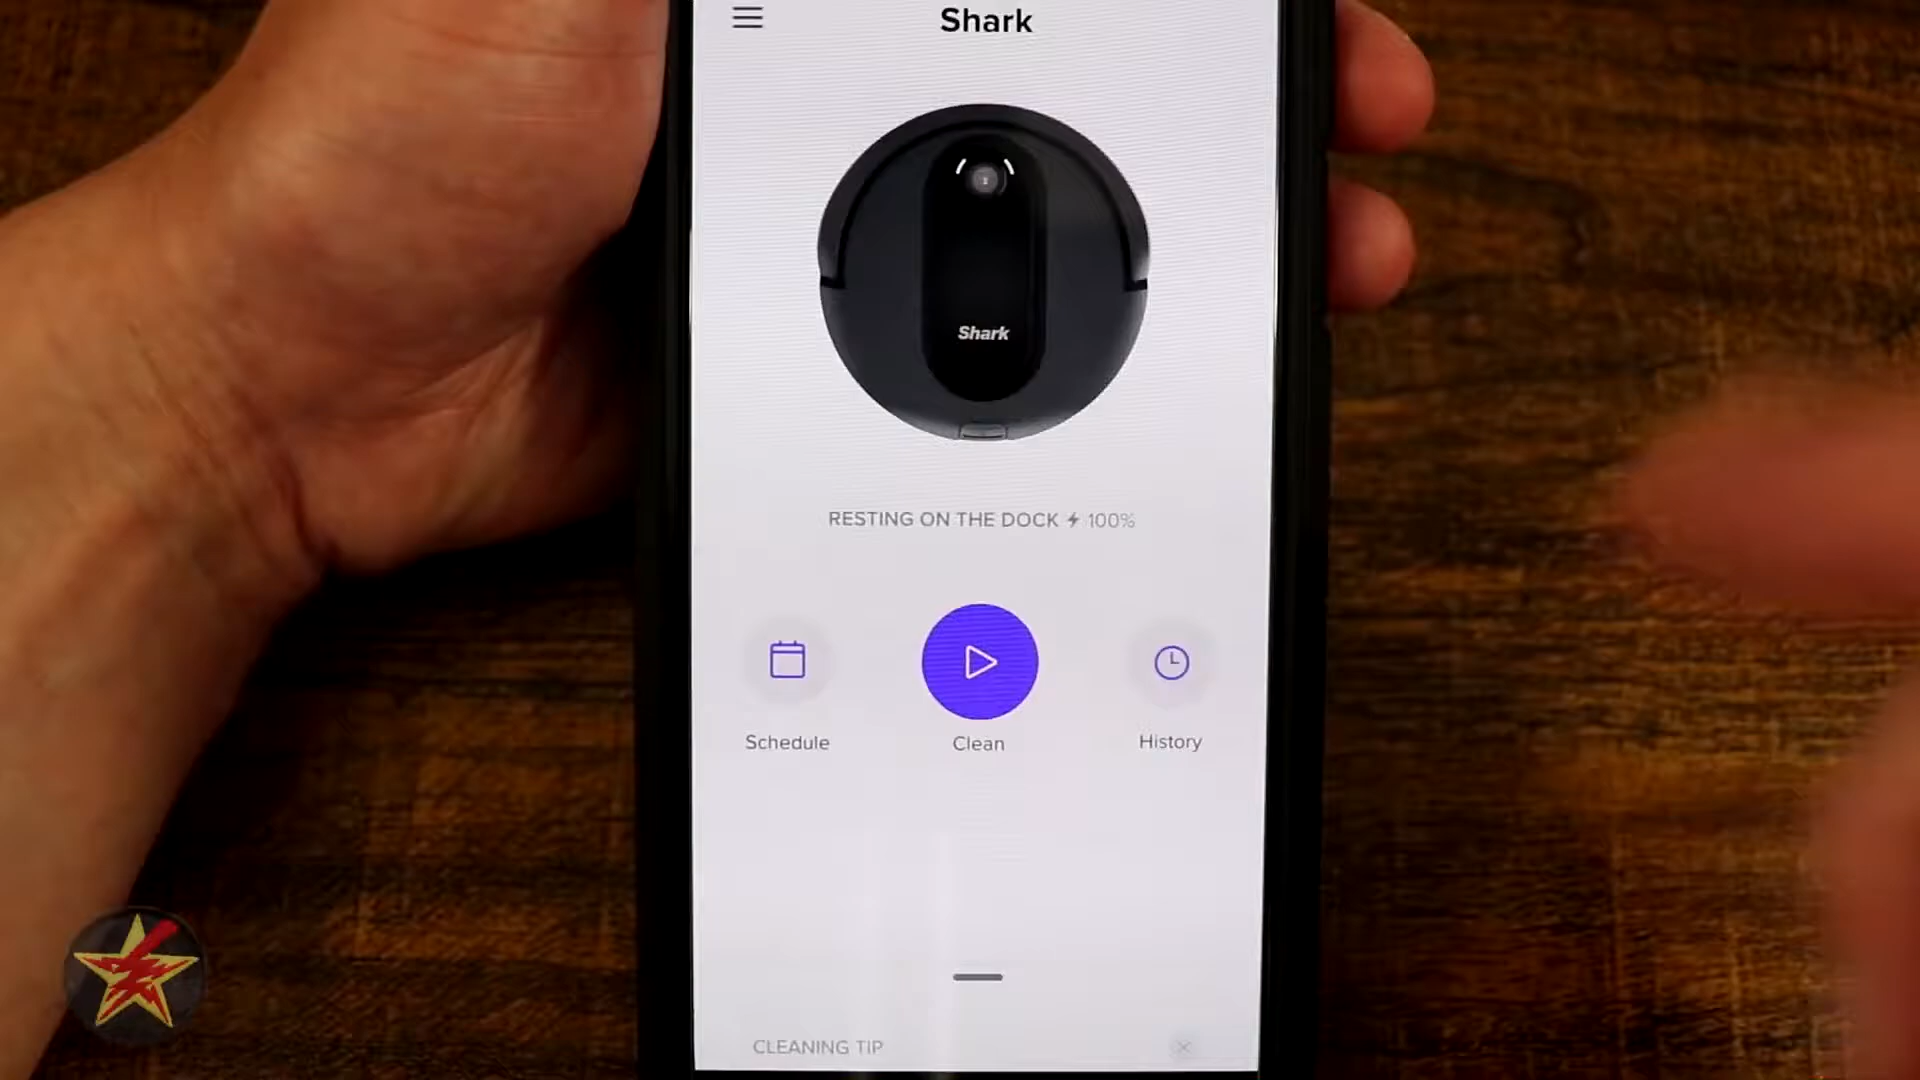 Shark
Shark
RESTING ON THE DOCK 100%
Schedule
Clean
History
CLEANING TIP